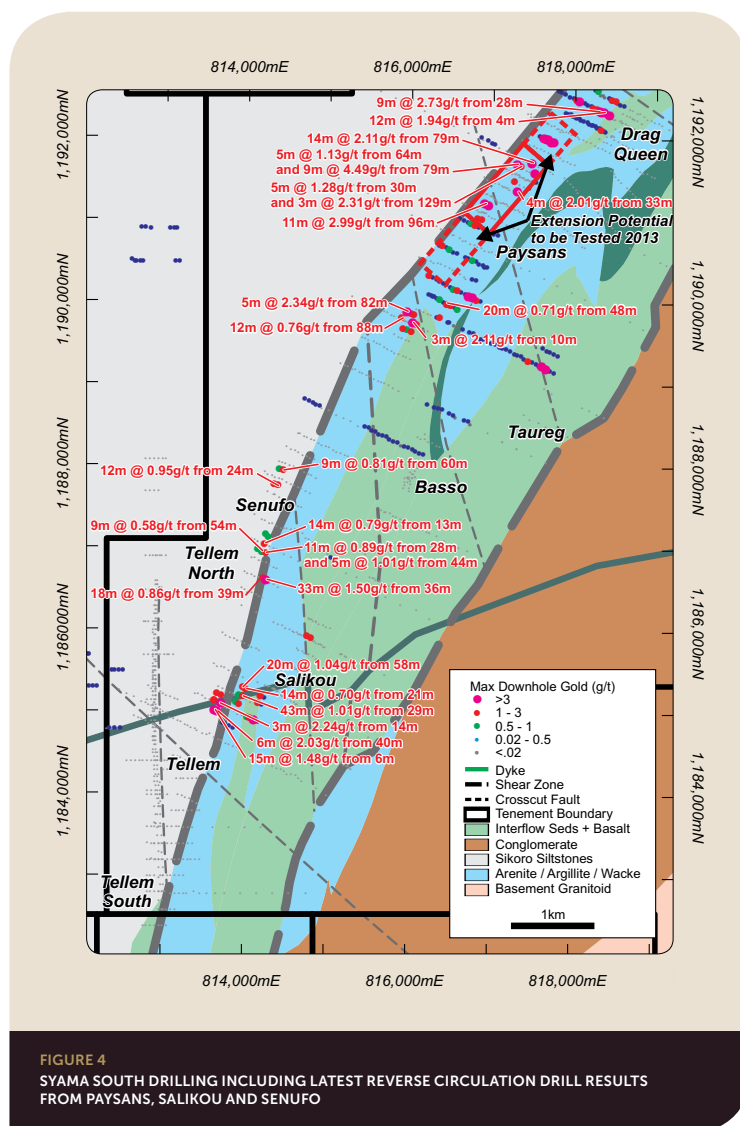 814,000mE
816,000mE
818,000mE
1,192,000mN
1,190,000mN
1,188,000mN
1,186000mN
1,184,000mN
1,192,000mN
1,190,000mN
1,188,000mN
1,186,000mN
1,184,000mN
9m @ 2.73g/t from 28m
12m @ 1.94g/t from 4m
Drag
Queen
14m @ 2.11g/t from 79m
5m @ 1.13g/t from 64m
and 9m @ 4.49g/t from 79m
5m @ 1.28g/t from 30m
and 3m @ 2.31g/t from 129m
4m @ 2.01g/t from 33m
11m @ 2.99g/t from 96m
Extension Potential
to be Tested 2013
Paysans
5m @ 2.34g/t from 82m
20m @ 0.71g/t from 48m
12m @ 0.76g/t from 88m
3m @ 2.11g/t from 10m
Taureg
9m @ 0.81g/t from 60m
12m @ 0.95g/t from 24m
Basso
Senufo
9m @ 0.58g/t from 54m
14m @ 0.79g/t from 13m
Tellem
North
11m @ 0.89g/t from 28m
and 5m @ 1.01g/t from 44m
18m @ 0.86g/t from 39m
33m @ 1.50g/t from 36m
20m @ 1.04g/t from 58m
Salikou
14m @ 0.70g/t from 21m
43m @ 1.01g/t from 29m
3m @ 2.24g/t from 14m
6m @ 2.03g/t from 40m
15m @ 1.48g/t from 6m
Tellem
Tellem
South
Max Downhole Gold (g/t)
>3
1 - 3
0.5 - 1
0.02 - 0.5
<.02
Dyke
Shear Zone
Crosscut Fault
Tenement Boundary
Interflow Seds + Basalt
Conglomerate
Sikoro Siltstones
Arenite / Argillite / Wacke
Basement Granitoid
1km
814,000mE
816,000mE
818,000mE
FIGURE 4
SYAMA SOUTH DRILLING INCLUDING LATEST REVERSE CIRCULATION DRILL RESULTS
FROM PAYSANS, SALIKOU AND SENUFO